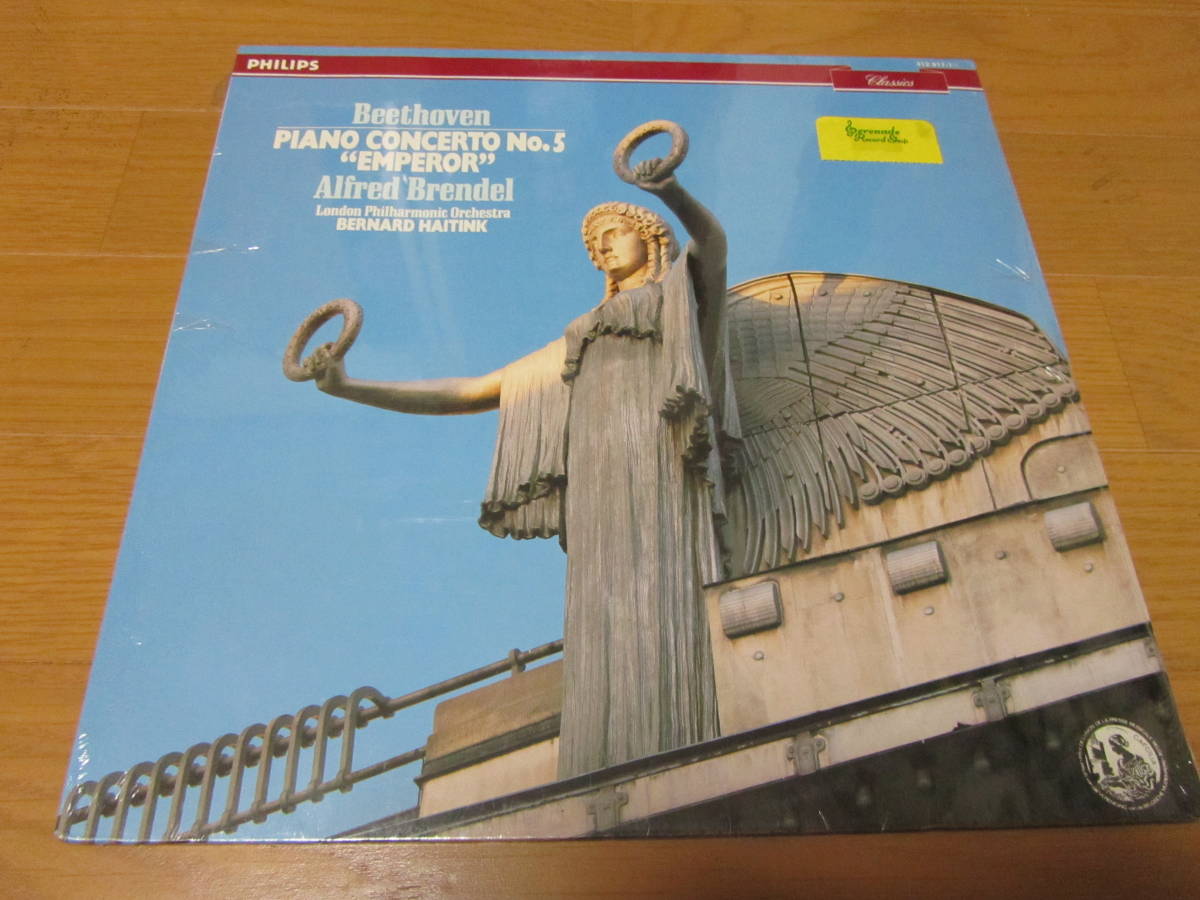 PHILIPS
Classics
Beethoven
PIANO CONCERTO No. 5
“EMPEROR”
Alfred Brendel
London Philharmonic Orchestra
BERNARD HAITINK
Serenade
Record Shop